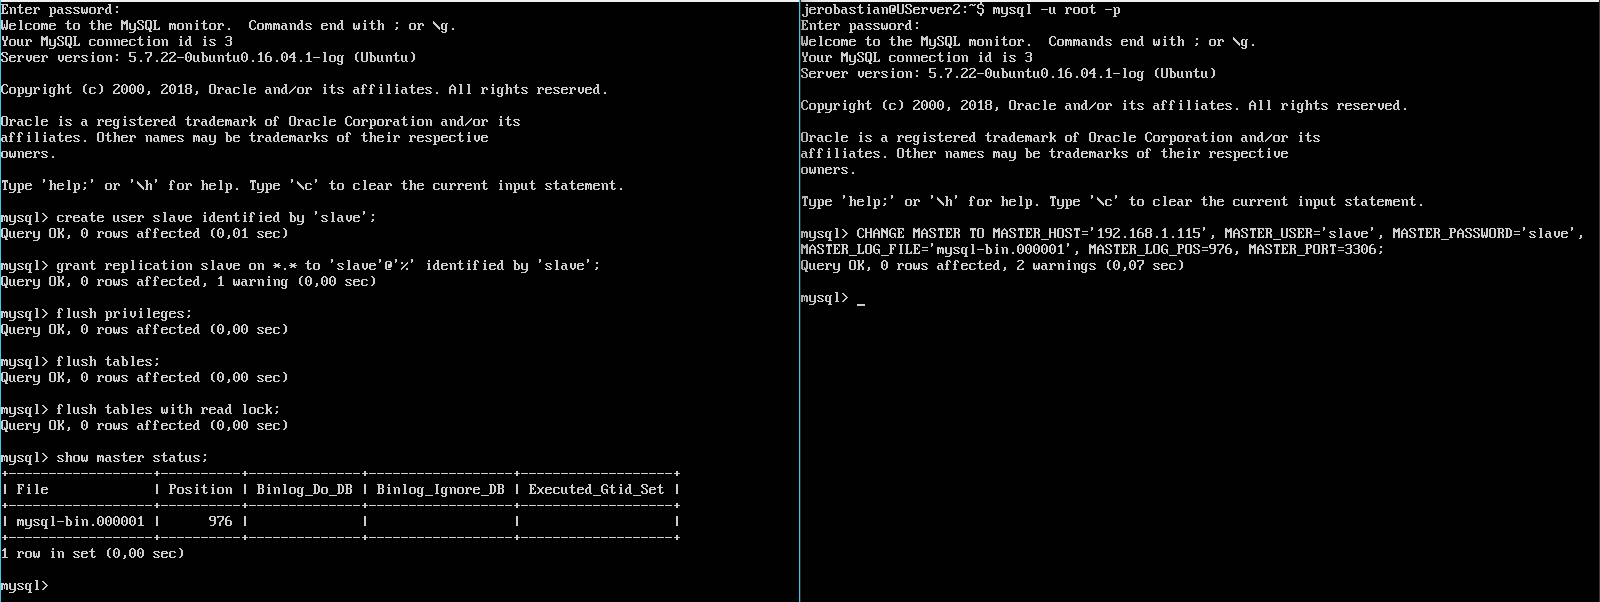 Enter password:
Welcome to the MySQL monitor.  Commands end with ; or \g.
Your MySQL connection id is 3
Server version: 5.7.22-0ubuntu0.16.04.1-log (Ubuntu)
Copyright (c) 2000, 2018, Oracle and/or its affiliates. All rights reserved.
Oracle is a registered trademark of Oracle Corporation and/or its
affiliates. Other names may be trademarks of their respective
owners.
Type 'help;' or '\h' for help. Type '\c' to clear the current input statement.
mysql> create user slave identified by 'slave';
Query OK, 0 rows affected (0,01 sec)
mysql> grant replication slave on *.* to 'slave'@'%' identified by 'slave';
Query OK, 0 rows affected, 1 warning (0,00 sec)
mysql> flush privileges;
Query OK, 0 rows affected (0,00 sec)
mysql> flush tables;
Query OK, 0 rows affected (0,00 sec)
mysql> flush tables with read lock;
Query OK, 0 rows affected (0,00 sec)
mysql> show master status;
+------------------+----------+--------------+------------------+-------------------+
| File             | Position | Binlog_Do_DB | Binlog_Ignore_DB | Executed_Gtid_Set |
+------------------+----------+--------------+------------------+-------------------+
| mysql-bin.000001 |      976 |              |                  |                   |
+------------------+----------+--------------+------------------+-------------------+
1 row in set (0,00 sec)
mysql>
jerobastian@UServer2:~$ mysql -u root -p
Enter password:
Welcome to the MySQL monitor.  Commands end with ; or \g.
Your MySQL connection id is 3
Server version: 5.7.22-0ubuntu0.16.04.1-log (Ubuntu)
Copyright (c) 2000, 2018, Oracle and/or its affiliates. All rights reserved.
Oracle is a registered trademark of Oracle Corporation and/or its
affiliates. Other names may be trademarks of their respective
owners.
Type 'help;' or '\h' for help. Type '\c' to clear the current input statement.
mysql> CHANGE MASTER TO MASTER_HOST='192.168.1.115', MASTER_USER='slave', MASTER_PASSWORD='slave',
MASTER_LOG_FILE='mysql-bin.000001', MASTER_LOG_POS=976, MASTER_PORT=3306;
Query OK, 0 rows affected, 2 warnings (0,07 sec)
mysql> _